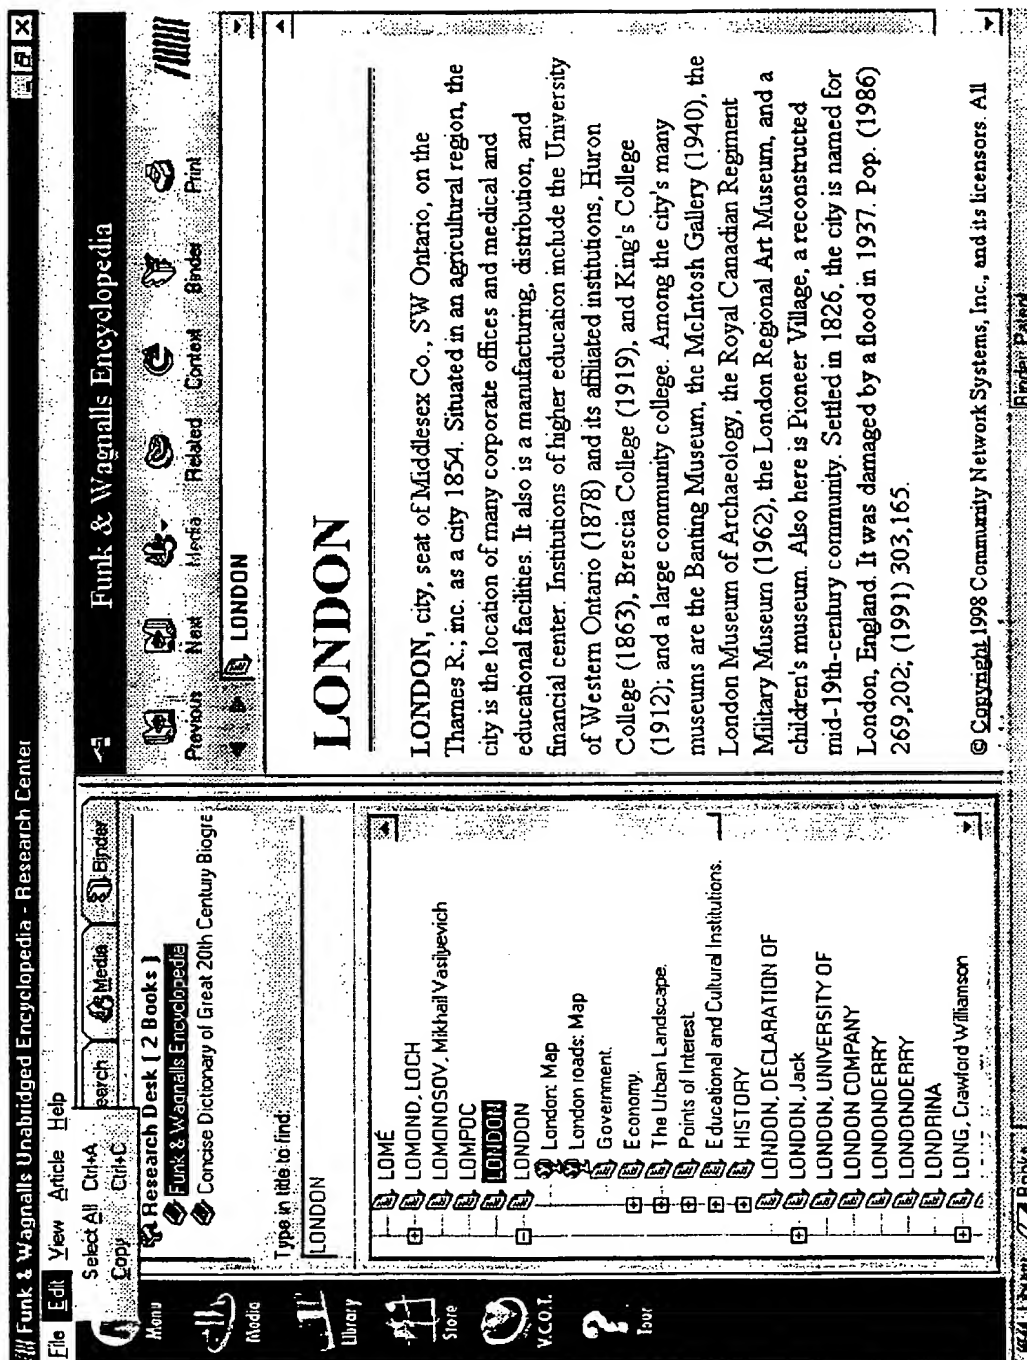 Funk & Wagnalls Unabridged Encyclopedia - Research Center
File Edit View Article Help
Select All Ctrl+A
Copy Ctrl+C
earch Media Binder
Research Desk [ 2 Books ]
Funk & Wagnalls Encyclopedia
Concise Dictionary of Great 20th Century Biogre
Type in title to find:
LONDON
Menu
Media
Library
Store
V.C.O.T.
Tour
LOMÉ
LOMOND, LOCH
LOMONOSOV, Mikhail Vasilyevich
LOMPOC
LONDON
LONDON
London: Map
London roads: Map
Government.
Economy.
The Urban Landscape.
Points of Interest.
Educational and Cultural Institutions.
HISTORY
LONDON, DECLARATION OF
LONDON, Jack
LONDON, UNIVERSITY OF
LONDON COMPANY
LONDONDERRY
LONDONDERRY
LONDRINA
LONG, Crawford Williamson
Funk & Wagnalls Encyclopedia
Previous Next Media Related Context Binder Print
LONDON
LONDON
LONDON, city, seat of Middlesex Co., SW Ontario, on the
Thames R.; inc. as a city 1854. Situated in an agricultural region, the
city is the location of many corporate offices and medical and
educational facilities. It also is a manufacturing, distribution, and
financial center. Institutions of higher education include the University
of Western Ontario (1878) and its affiliated institutions, Huron
College (1863), Brescia College (1919), and King's College
(1912); and a large community college. Among the city's many
museums are the Banting Museum, the McIntosh Gallery (1940), the
London Museum of Archaeology, the Royal Canadian Regiment
Military Museum (1962), the London Regional Art Museum, and a
children's museum. Also here is Pioneer Village, a reconstructed
mid-19th-century community. Settled in 1826, the city is named for
London, England. It was damaged by a flood in 1937. Pop. (1986)
269,202; (1991) 303,165.
© Copyright 1998 Community Network Systems, Inc., and its licensors. All
Binder Patent